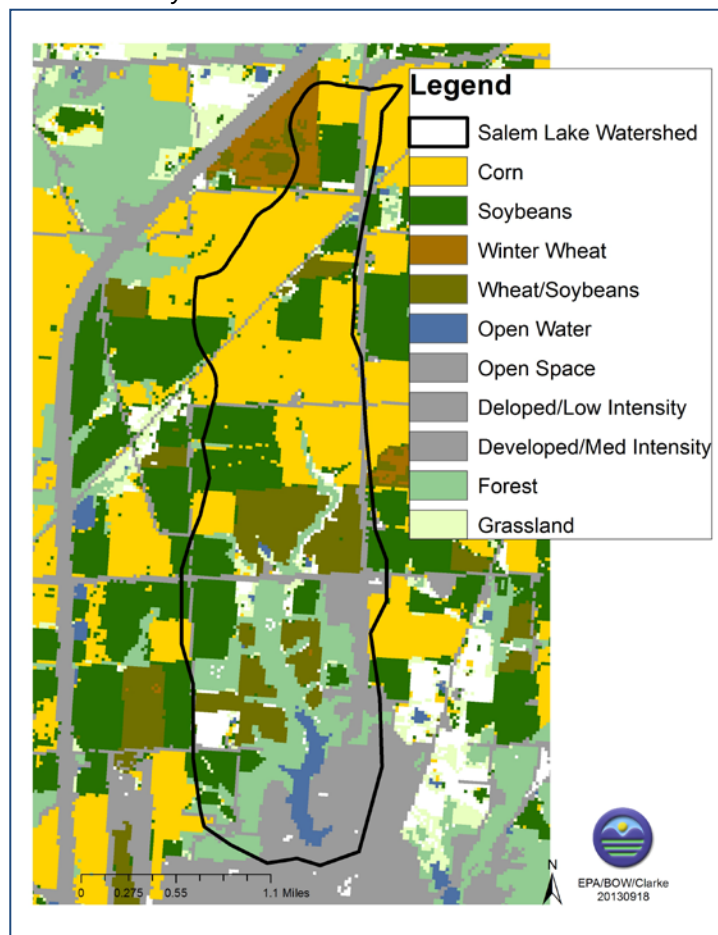 Legend
Salem Lake Watershed
Corn
Soybeans
Winter Wheat
Wheat/Soybeans
Open Water
Open Space
Deloped/Low Intensity
Developed/Med Intensity
Forest
Grassland
0 0.275 0.55 1.1 Miles
N
EPA/BOW/Clarke
20130918